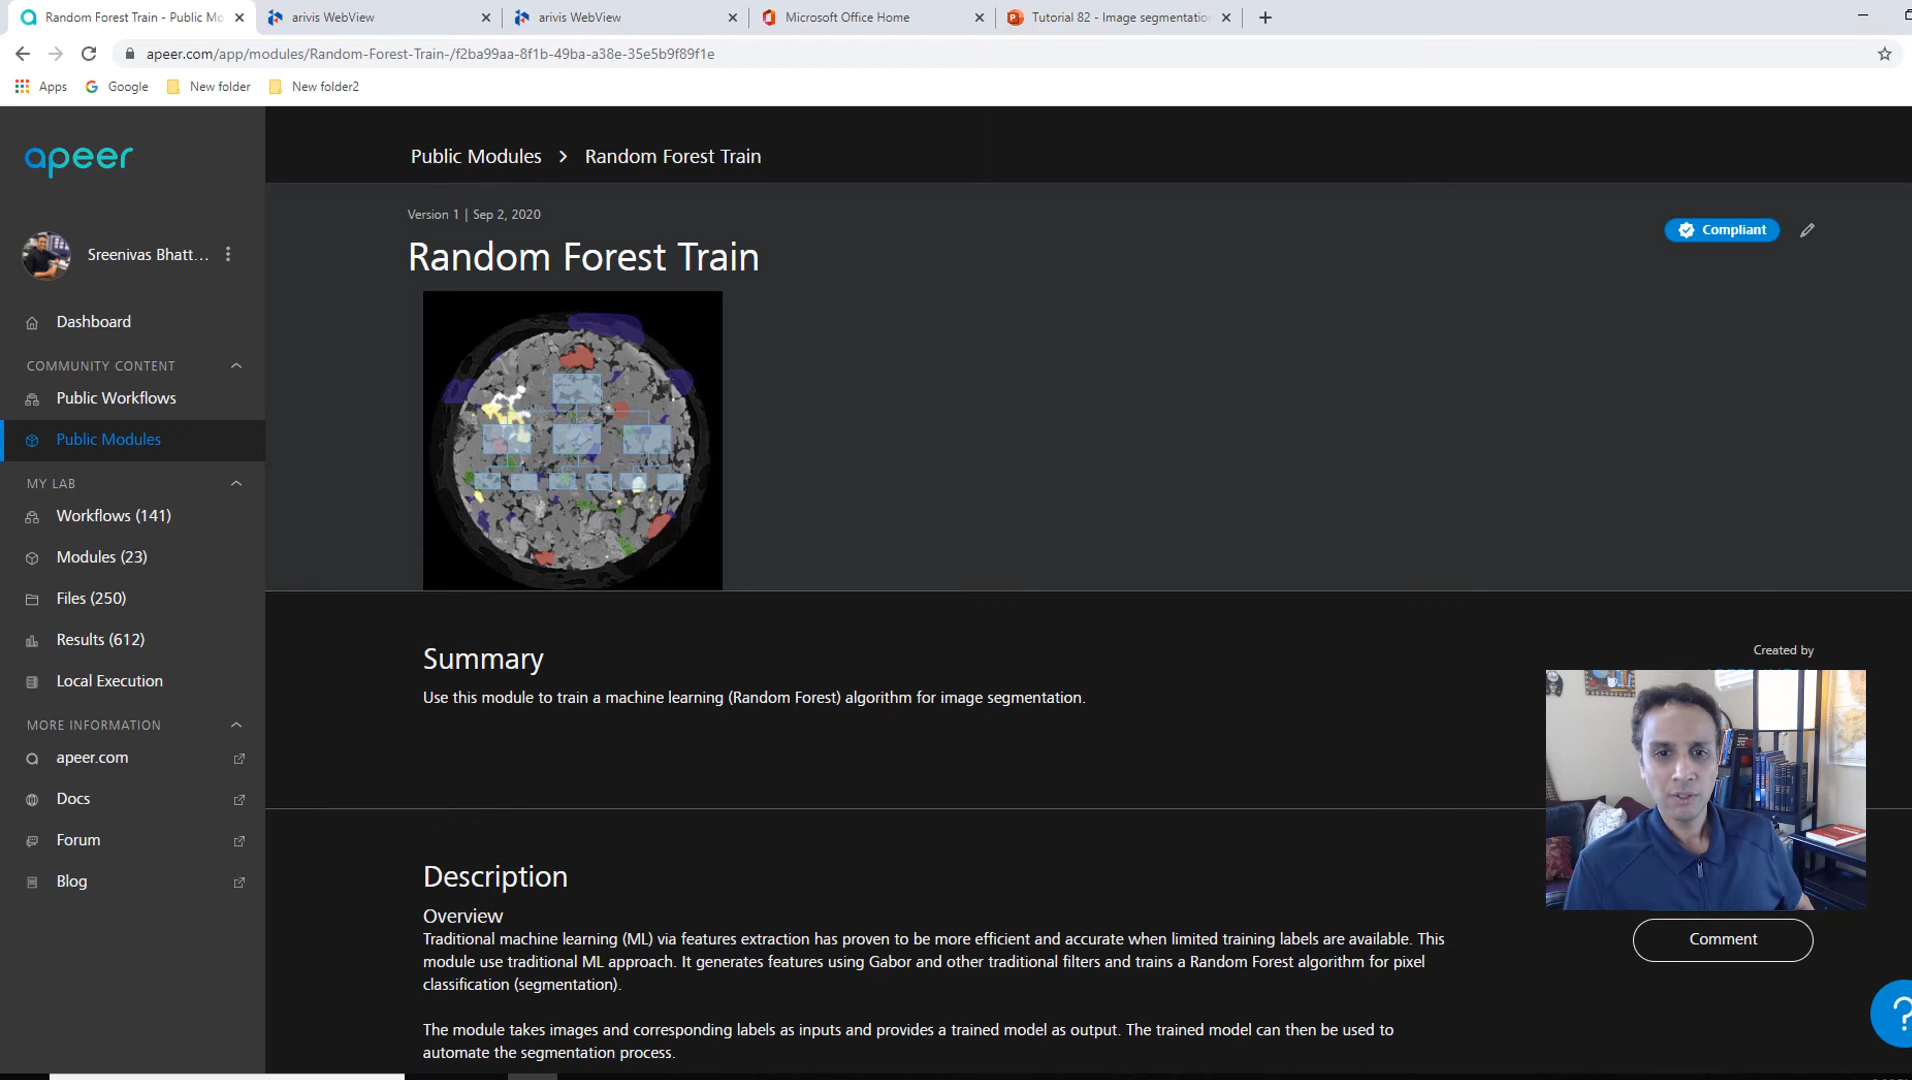 Random Forest Train - Public Mo
arivis WebView
arivis WebView
Microsoft Office Home
Tutorial 82 - Image segmentation
apeer.com/app/modules/Random-Forest-Train-/f2ba99aa-8f1b-49ba-a38e-35e5b9f89f1e
Apps
Google
New folder
New folder2
apeer
Public Modules > Random Forest Train
Version 1 | Sep 2, 2020
Compliant
Random Forest Train
Sreenivas Bhatt...
Dashboard
COMMUNITY CONTENT
Public Workflows
Public Modules
MY LAB
Workflows (141)
Modules (23)
Files (250)
Results (612)
Local Execution
MORE INFORMATION
apeer.com
Docs
Forum
Blog
Summary
Created by
Use this module to train a machine learning (Random Forest) algorithm for image segmentation.
Description
Overview
Traditional machine learning (ML) via features extraction has proven to be more efficient and accurate when limited training labels are available. This
module use traditional ML approach. It generates features using Gabor and other traditional filters and trains a Random Forest algorithm for pixel
classification (segmentation).
The module takes images and corresponding labels as inputs and provides a trained model as output. The trained model can then be used to
automate the segmentation process.
Comment
?